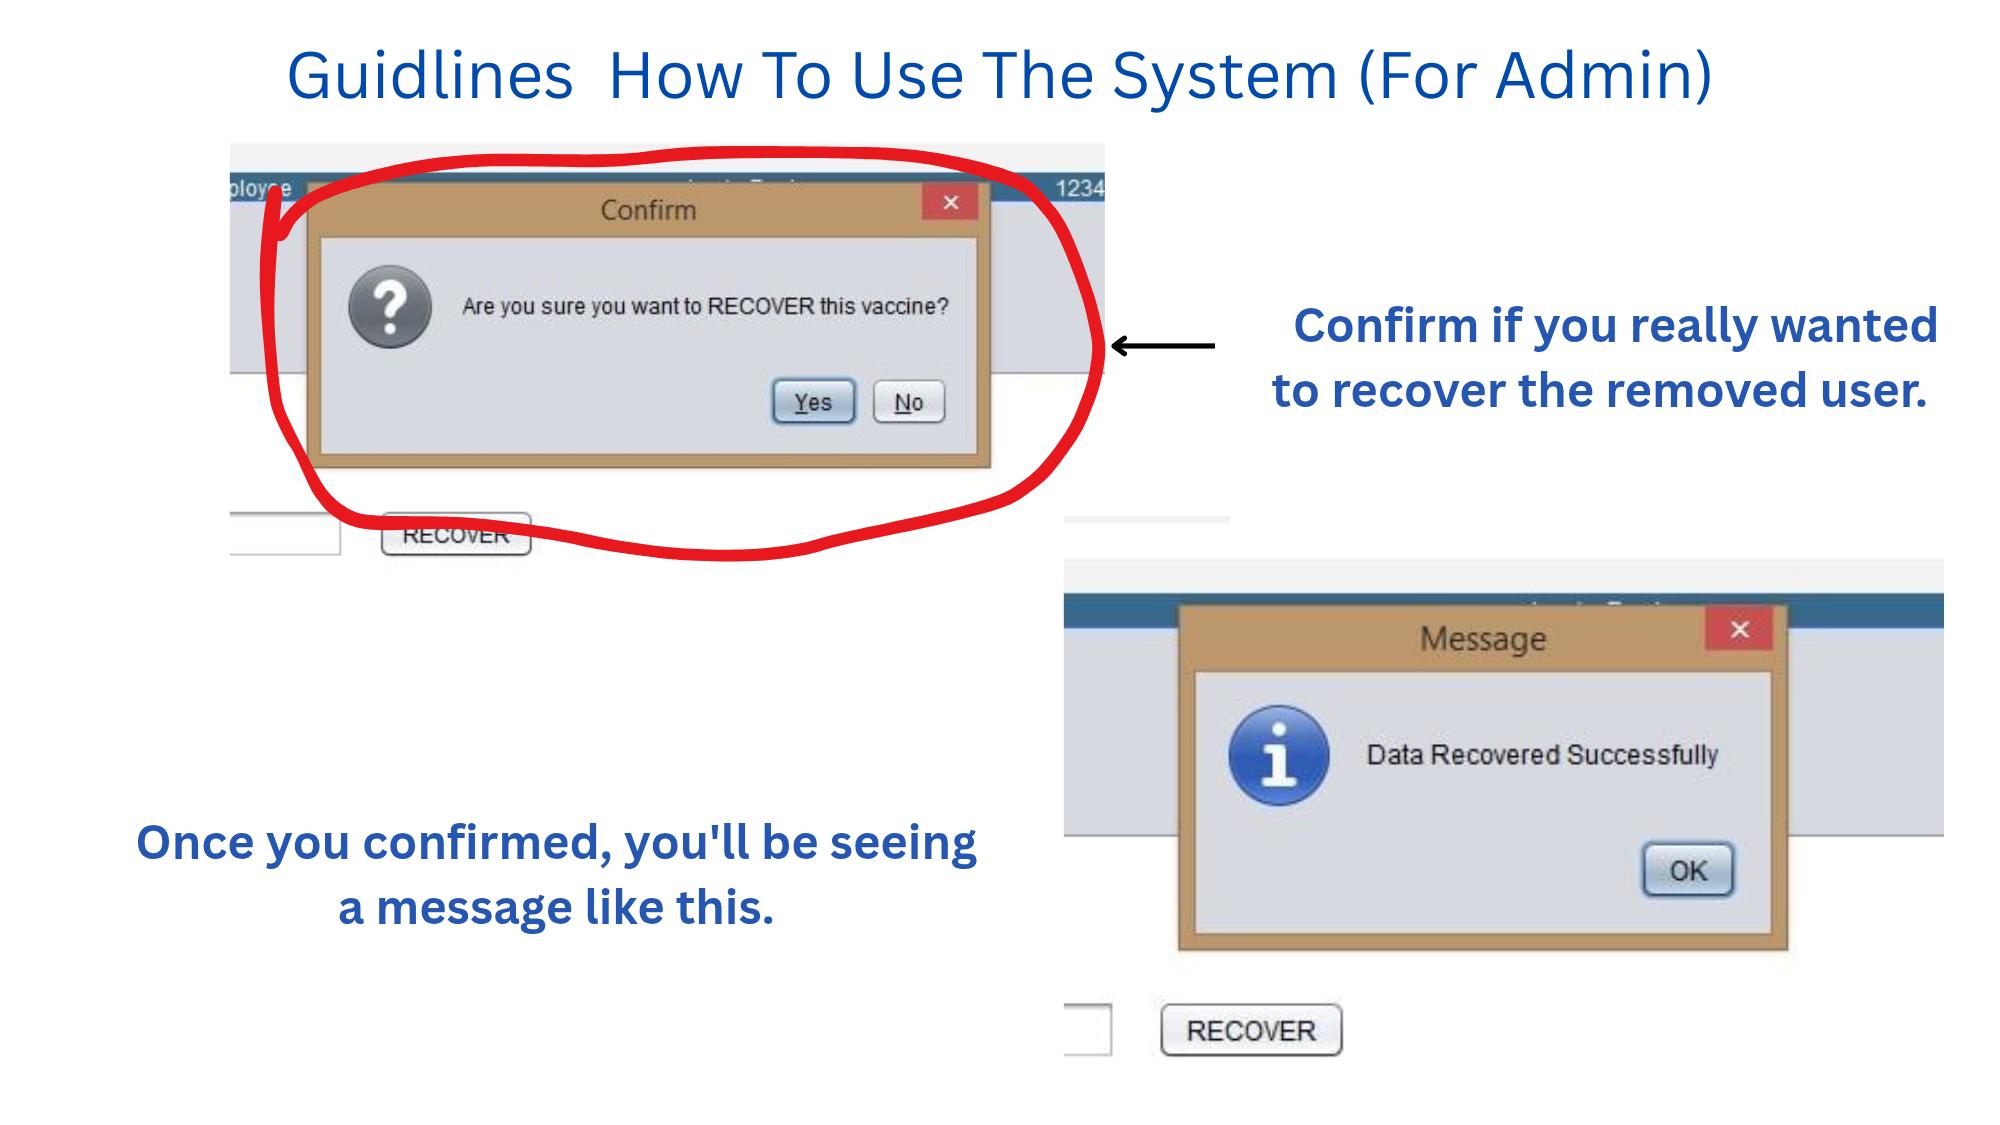 Guidlines How To Use The System (For Admin)
ployee
1234
Confirm
Are you sure you want to RECOVER this vaccine?
Yes No
RECOVER
Confirm if you really wanted
to recover the removed user.
Message
Data Recovered Successfully
OK
Once you confirmed, you'll be seeing
a message like this.
RECOVER